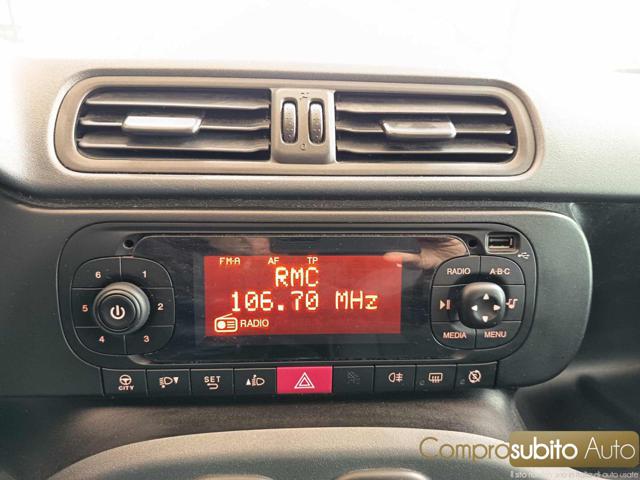 FM-A AF TP
RMC
106.70 MHz
RADIO
6 1
5 2
4 3
RADIO A-B-C
MEDIA MENU
CITY
SET
Comprosubito Auto